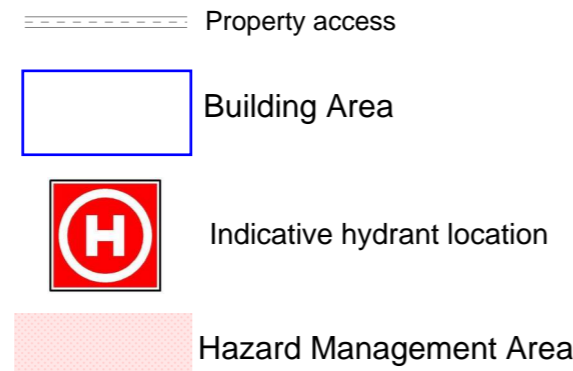 Property access
Building Area
H
Indicative hydrant location
Hazard Management Area